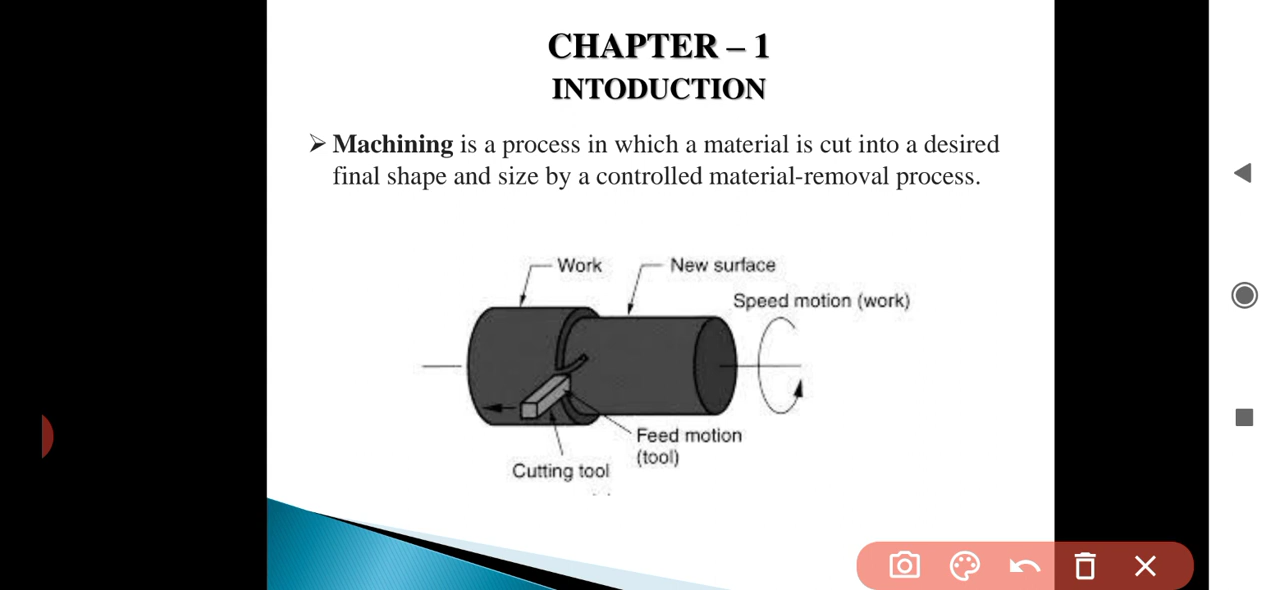 CHAPTER – 1
INTODUCTION
➢ Machining is a process in which a material is cut into a desired
final shape and size by a controlled material-removal process.
Work
New surface
Speed motion (work)
Feed motion
(tool)
Cutting tool